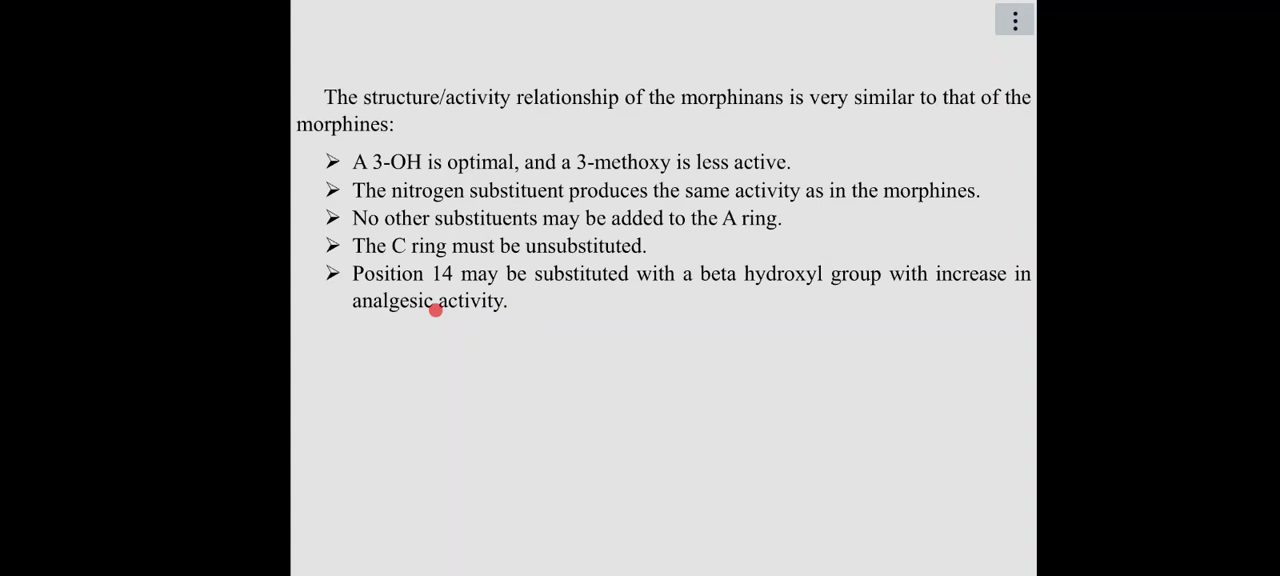 The structure/activity relationship of the morphinans is very similar to that of the
morphines:
➢ A 3-OH is optimal, and a 3-methoxy is less active.
➢ The nitrogen substituent produces the same activity as in the morphines.
➢ No other substituents may be added to the A ring.
➢ The C ring must be unsubstituted.
➢ Position 14 may be substituted with a beta hydroxyl group with increase in
analgesic activity.